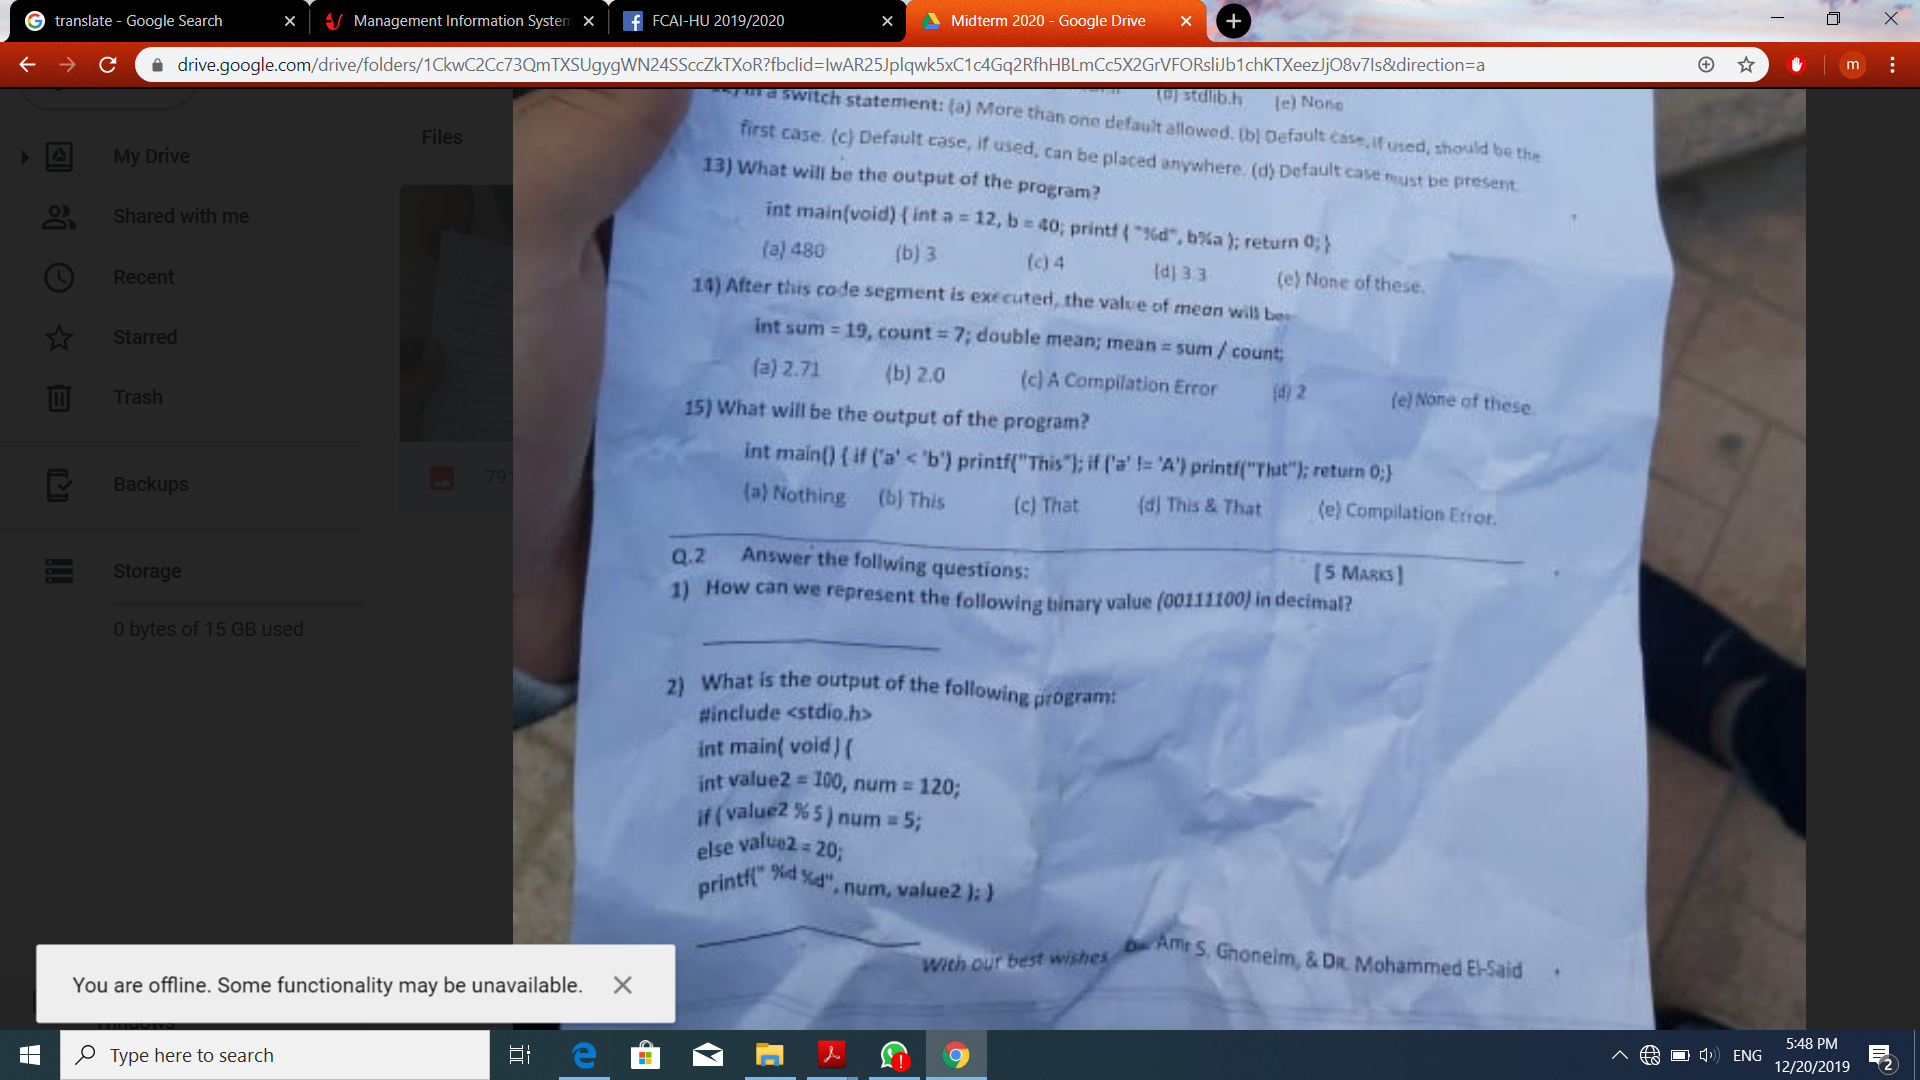 translate - Google Search
Management Information System
FCAI-HU 2019/2020
Midterm 2020 - Google Drive
drive.google.com/drive/folders/1CkwC2Cc73QmTXSUgygWN24SSccZkTXoR?fbclid=IwAR25Jplqwk5xC1c4Gq2RfhHBLmCc5X2GrVFORsliJb1chKTXeezJjO8v7Is&direction=a
m
My Drive
Shared with me
Recent
Starred
Trash
Backups
Storage
0 bytes of 15 GB used
Files
791
(d) stdlib.h (e) None
in a switch statement: (a) More than one default allowed. (b) Default case, if used, should be the
first case. (c) Default case, if used, can be placed anywhere. (d) Default case must be present.
13) What will be the output of the program?
int main(void) { int a = 12, b = 40; printf ( "%d", b%a ); return 0; }
(a) 480 (b) 3 (c) 4 (d) 3.3 (e) None of these.
14) After this code segment is executed, the value of mean will be:
int sum = 19, count = 7; double mean; mean = sum / count;
(a) 2.71 (b) 2.0 (c) A Compilation Error (d) 2 (e) None of these.
15) What will be the output of the program?
int main() { if ('a' < 'b') printf("This"); if ('a' != 'A') printf("That"); return 0;}
(a) Nothing (b) This (c) That (d) This & That (e) Compilation Error.
Q.2 Answer the follwing questions: [5 MARKS]
1) How can we represent the following binary value (00111100) in decimal?
2) What is the output of the following program:
#include <stdio.h>
int main( void ) {
int value2 = 100, num = 120;
if ( value2 % 5 ) num = 5;
else value2 = 20;
printf(" %d %d", num, value2 ); }
With our best wishes Dr. Amr S. Ghoneim, & DR. Mohammed El-Said
You are offline. Some functionality may be unavailable.
Windows
Type here to search
ENG
5:48 PM
12/20/2019
2